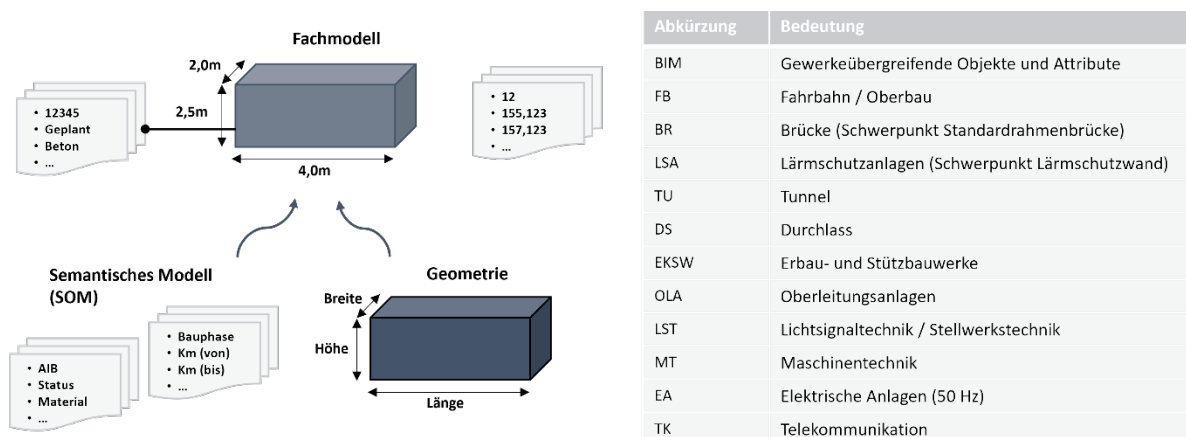 Fachmodell
2,0m
2,5m
4,0m
• 12345
• Geplant
• Beton
• ...
• 12
• 155,123
• 157,123
• ...
Semantisches Modell
(SOM)
• AIB
• Status
• Material
• ...
• Bauphase
• Km (von)
• Km (bis)
• ...
Geometrie
Breite
Höhe
Länge
Abkürzung Bedeutung
BIM Gewerkeübergreifende Objekte und Attribute
FB Fahrbahn / Oberbau
BR Brücke (Schwerpunkt Standardrahmenbrücke)
LSA Lärmschutzanlagen (Schwerpunkt Lärmschutzwand)
TU Tunnel
DS Durchlass
EKSW Erbau- und Stützbauwerke
OLA Oberleitungsanlagen
LST Lichtsignaltechnik / Stellwerkstechnik
MT Maschinentechnik
EA Elektrische Anlagen (50 Hz)
TK Telekommunikation